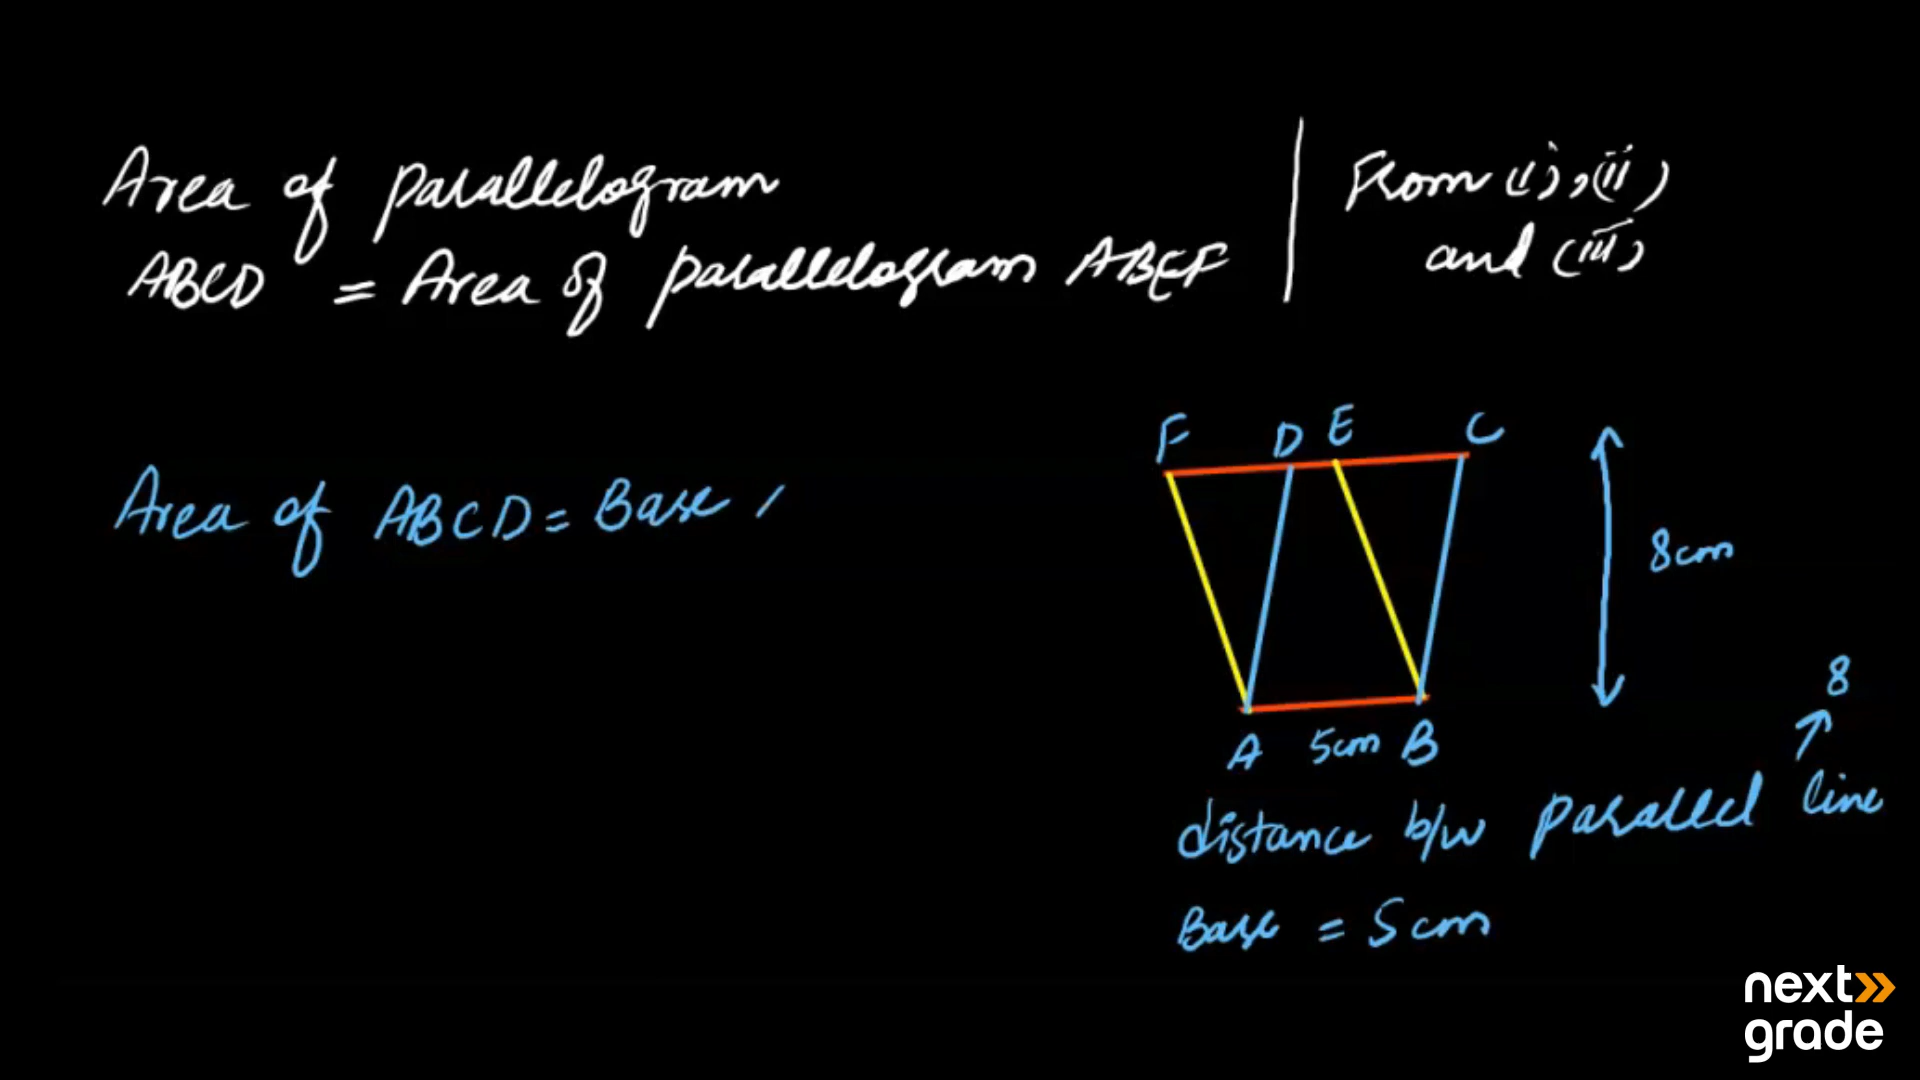 Area of parallelogram
ABCD = Area of parallelogram ABEF
From (i), (ii)
and (iii)
Area of ABCD = Base
F D E C
8cm
A 5cm B
8
distance b/w parallel line
Base = 5cm
next
grade